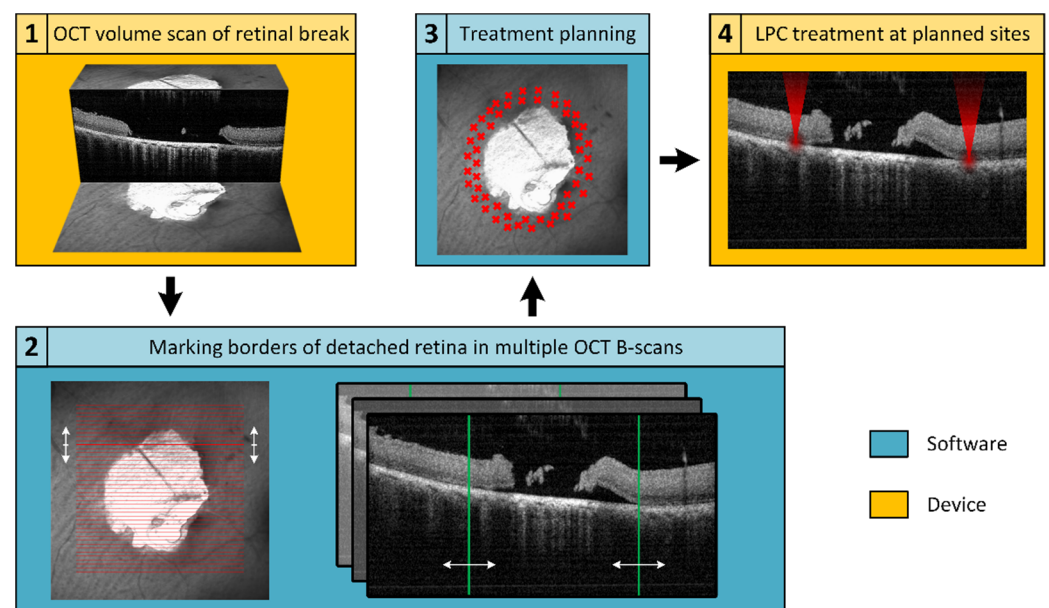 1 OCT volume scan of retinal break
2 Marking borders of detached retina in multiple OCT B-scans
3 Treatment planning
4 LPC treatment at planned sites
Software
Device